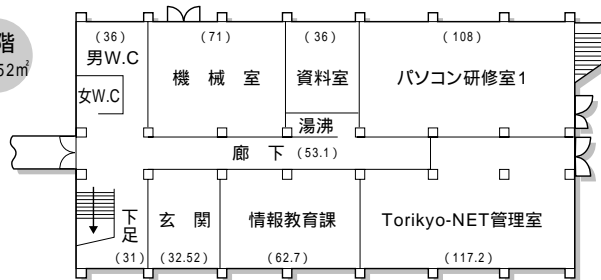 階
52㎡
(36)
男W.C
女W.C
(71)
機 械 室
(36)
資料室
湯沸
(108)
パソコン研修室1
廊 下 (53.1)
下足
(31)
玄 関
(32.52)
情報教育課
(62.7)
Torikyo-NET管理室
(117.2)